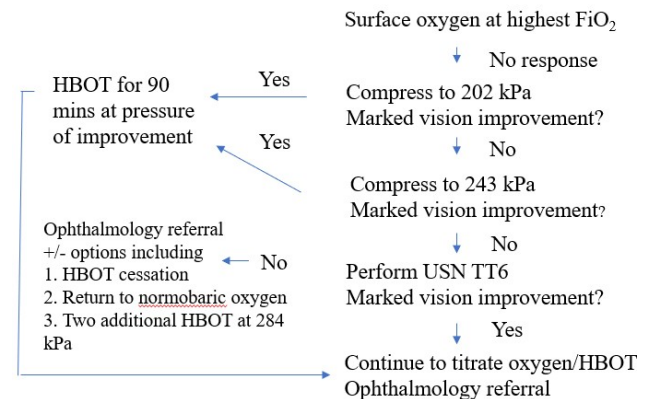 Surface oxygen at highest FiO₂
No response
Compress to 202 kPa
Marked vision improvement?
Yes
HBOT for 90
mins at pressure
of improvement
No
Yes
Compress to 243 kPa
Marked vision improvement?
No
Perform USN TT6
Marked vision improvement?
No
Ophthalmology referral
+/- options including
1. HBOT cessation
2. Return to normobaric oxygen
3. Two additional HBOT at 284
kPa
Yes
Continue to titrate oxygen/HBOT
Ophthalmology referral